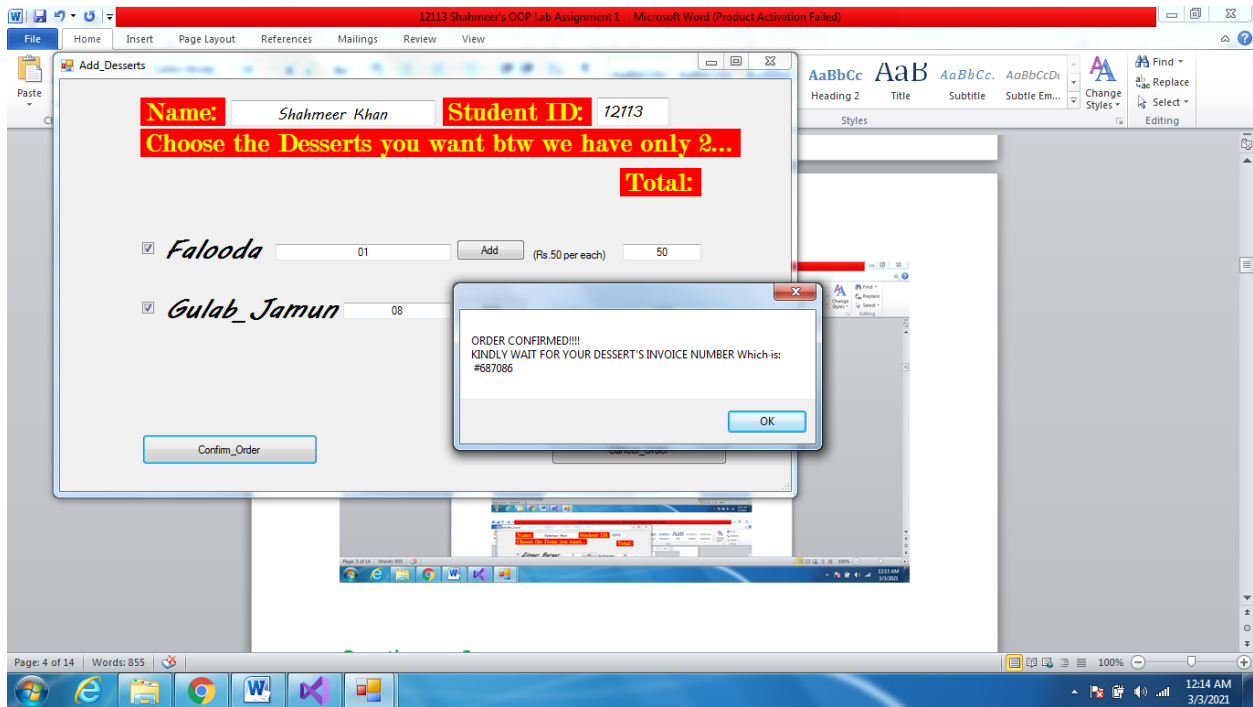 12113 Shahmeer's OOP Lab Assignment 1 - Microsoft Word (Product Activation Failed)
File Home Insert Page Layout References Mailings Review View
Add_Desserts
Paste
AaBbCc AaB AaBbCc. AaBbCcDc
Heading 2 Title Subtitle Subtle Em...
Change Styles
Find
Replace
Select
Styles
Editing
Name: Shahmeer Khan Student ID: 12113
Choose the Desserts you want btw we have only 2...
Total:
Falooda 01 Add (Rs.50 per each) 50
Gulab_Jamun 08
ORDER CONFIRMED!!!!
KINDLY WAIT FOR YOUR DESSERT'S INVOICE NUMBER Which is:
#687086
OK
Confirm_Order
Page: 4 of 14 Words: 855 100%
12:14 AM
3/3/2021